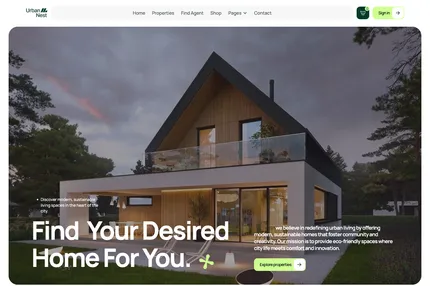 Urban
Nest
Home Properties Find Agent Shop Pages Contact
Sign in
Discover modern, sustainable
living spaces in the heart of the
city.
Find Your Desired
Home For You.
we believe in redefining urban living by offering
modern, sustainable homes that foster community and
creativity. Our mission is to provide eco-friendly spaces where
city life meets comfort and innovation.
Explore properties